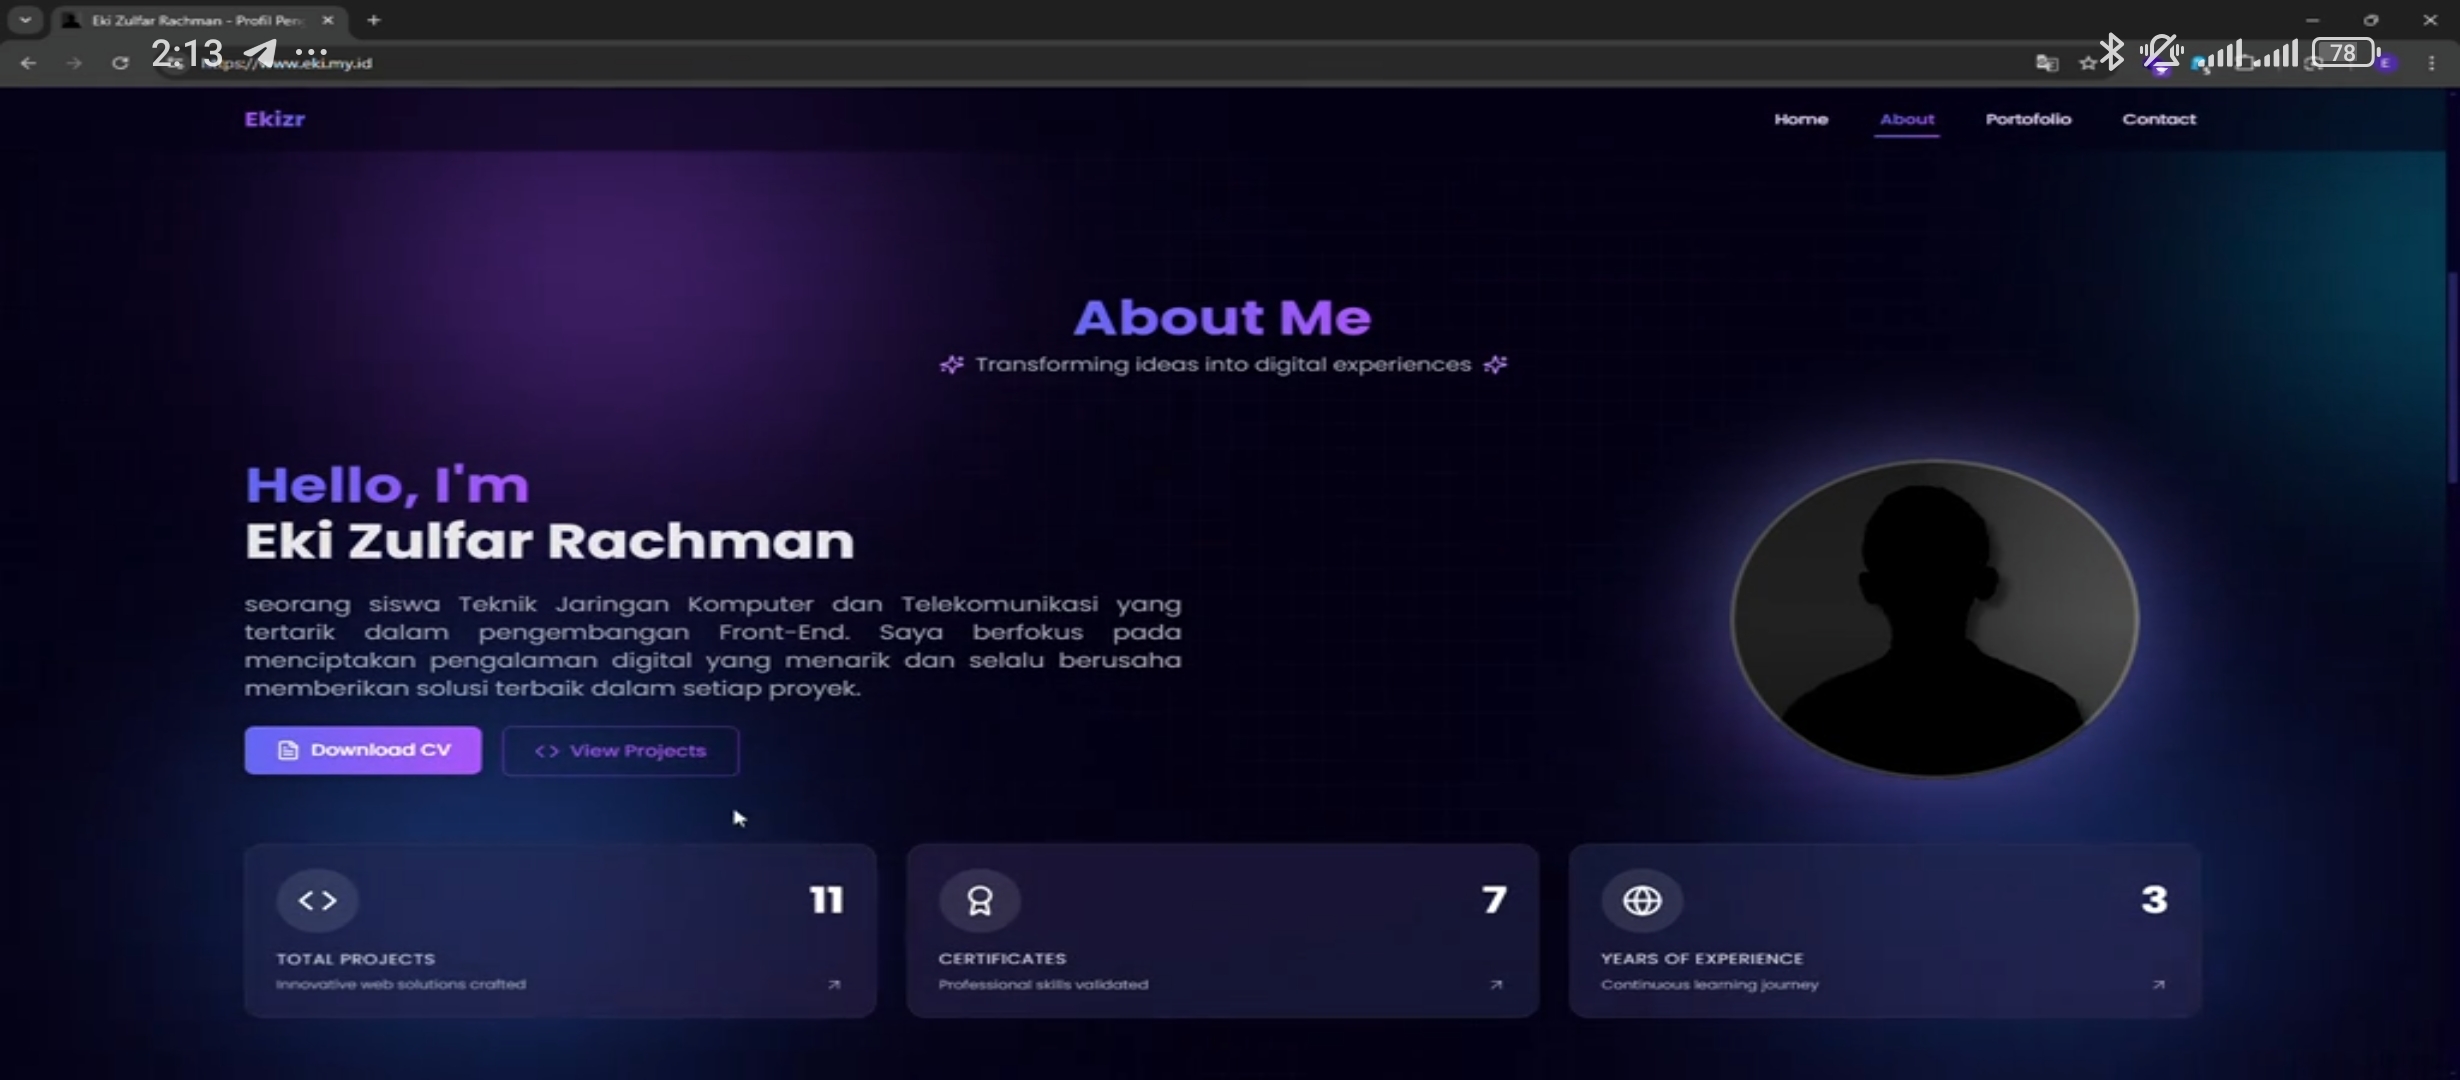 Eki Zulfar Rachman - Profil Pen
2:13
78
https://www.eki.my.id
E
Ekizr
Home
About
Portofolio
Contact
About Me
Transforming ideas into digital experiences
Hello, I'm
Eki Zulfar Rachman
seorang siswa Teknik Jaringan Komputer dan Telekomunikasi yang
tertarik dalam pengembangan Front-End. Saya berfokus pada
menciptakan pengalaman digital yang menarik dan selalu berusaha
memberikan solusi terbaik dalam setiap proyek.
Download CV
<> View Projects
11
TOTAL PROJECTS
Innovative web solutions crafted
7
CERTIFICATES
Professional skills validated
3
YEARS OF EXPERIENCE
Continuous learning journey